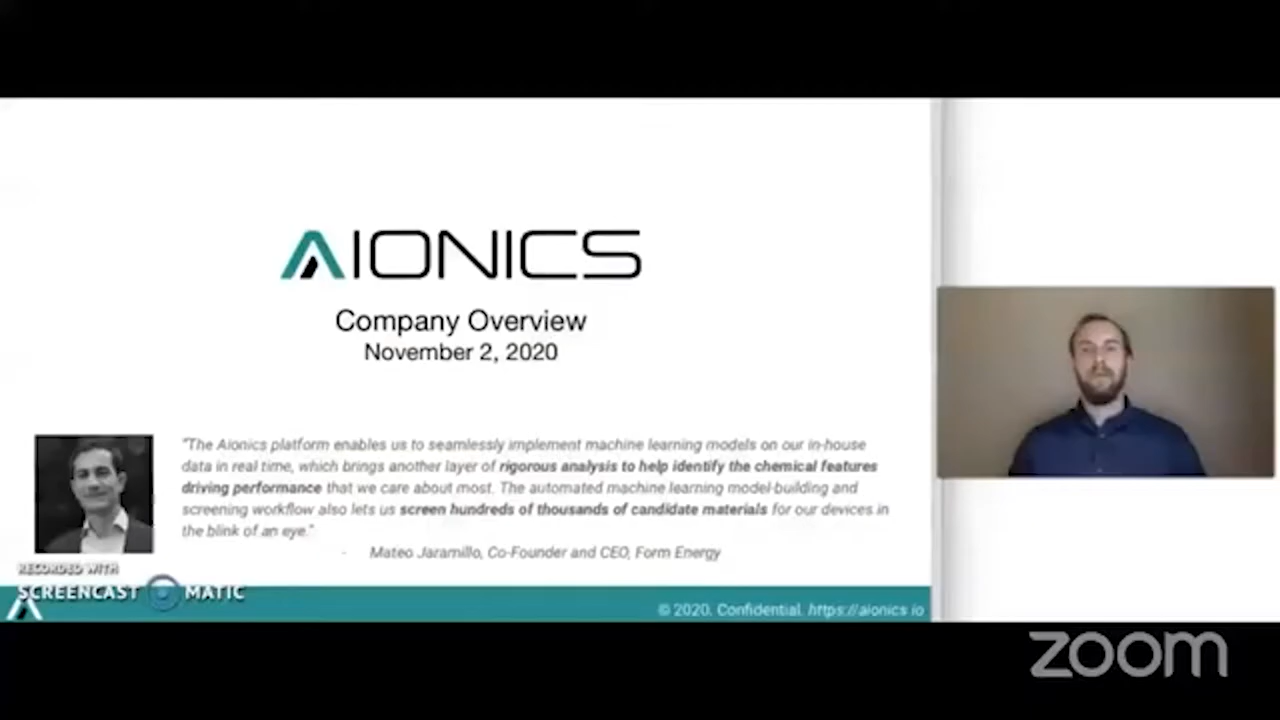 AIONICS
Company Overview
November 2, 2020
"The Aionics platform enables us to seamlessly implement machine learning models on our in-house
data in real time, which brings another layer of rigorous analysis to help identify the chemical features
driving performance that we care about most. The automated machine learning model-building and
screening workflow also lets us screen hundreds of thousands of candidate materials for our devices in
the blink of an eye."
- Mateo Jaramillo, Co-Founder and CEO, Form Energy
RECORDED WITH
SCREENCAST MATIC
© 2020. Confidential. https://aionics.io
zoom